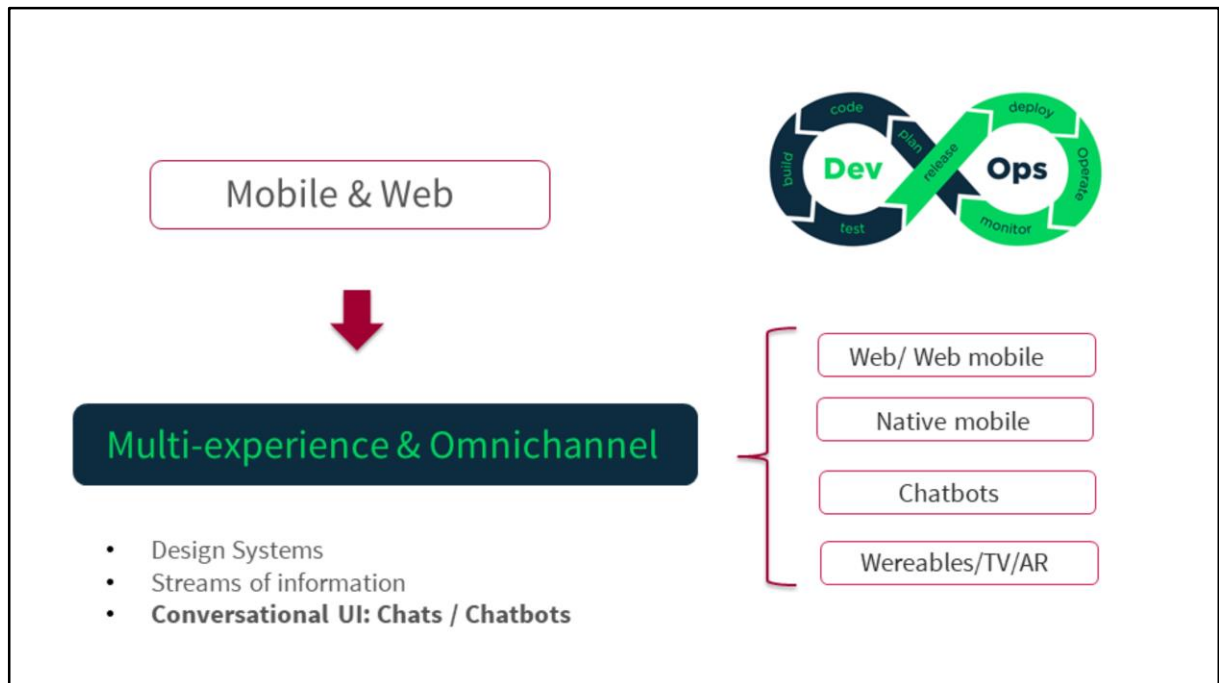 Mobile & Web
code
plan
build
Dev
test
release
deploy
Ops
Operate
monitor
Multi-experience & Omnichannel
• Design Systems
• Streams of information
• Conversational UI: Chats / Chatbots
Web/ Web mobile
Native mobile
Chatbots
Wereables/TV/AR